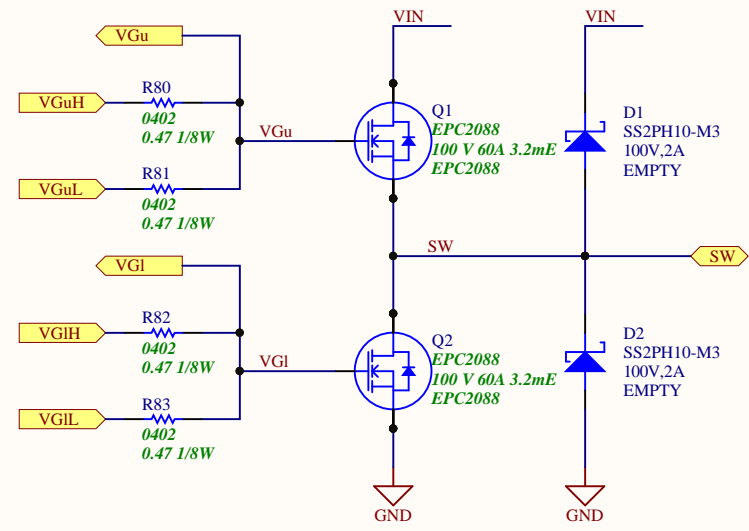 VGu
VGuH
R80
0402
0.47 1/8W
VGu
VGuL
R81
0402
0.47 1/8W
VIN
Q1
EPC2088
100 V 60A 3.2mE
EPC2088
VIN
D1
SS2PH10-M3
100V,2A
EMPTY
SW
SW
VGl
VGlH
R82
0402
0.47 1/8W
VGl
VGlL
R83
0402
0.47 1/8W
Q2
EPC2088
100 V 60A 3.2mE
EPC2088
D2
SS2PH10-M3
100V,2A
EMPTY
GND
GND